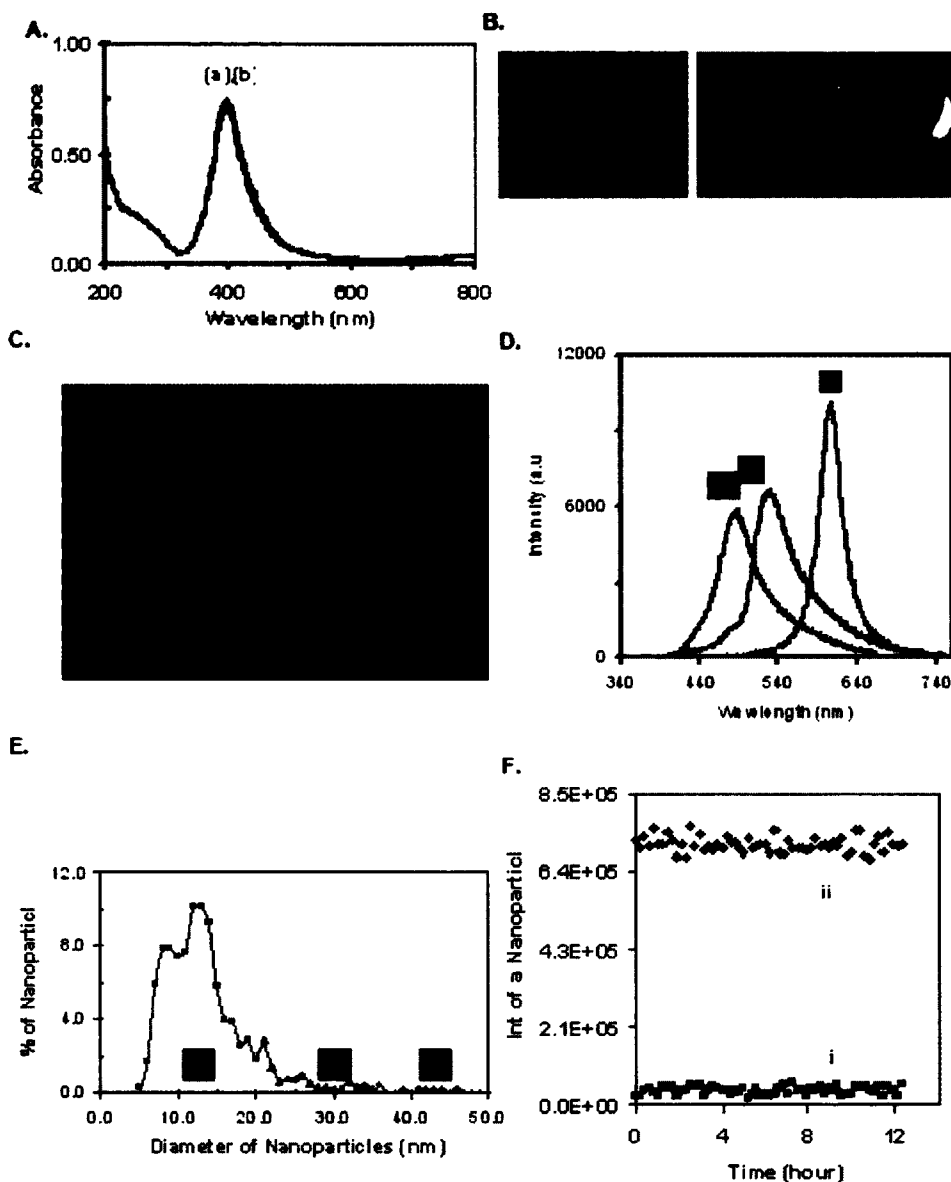 A.
1.00
(a),(b)
0.50
Absorbance
0.00
200 400 600 800
Wavelength (nm)
B.
C.
D.
12000
6000
0
Intensity (a.u
340 440 540 640 740
Wavelength (nm)
E.
12.0
8.0
4.0
0.0
% of Nanoparticl
0.0 10.0 20.0 30.0 40.0 50.0
Diameter of Nanoparticles (nm)
F.
8.5E+05
6.4E+05
4.3E+05
2.1E+05
0.0E+00
Int of a Nanoparticl
ii
i
0 4 8 12
Time (hour)